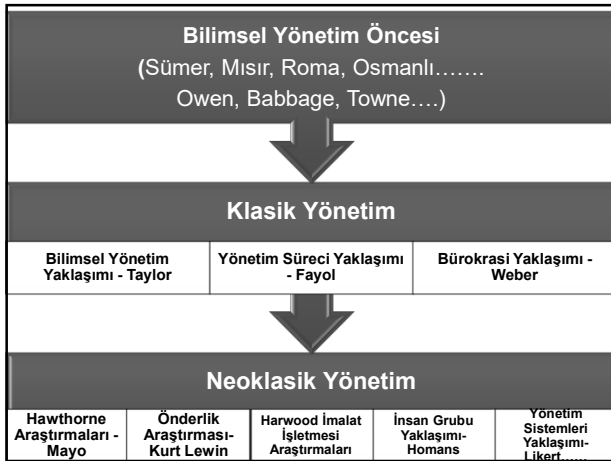 Bilimsel Yönetim Öncesi
(Sümer, Mısır, Roma, Osmanlı…….
Owen, Babbage, Towne….)
Klasik Yönetim
Bilimsel Yönetim
Yaklaşımı - Taylor
Yönetim Süreci Yaklaşımı
- Fayol
Bürokrasi Yaklaşımı -
Weber
Neoklasik Yönetim
Hawthorne
Araştırmaları -
Mayo
Önderlik
Araştırması-
Kurt Lewin
Harwood İmalat
İşletmesi
Araştırmaları
İnsan Grubu
Yaklaşımı-
Homans
Yönetim
Sistemleri
Yaklaşımı-
Likert……